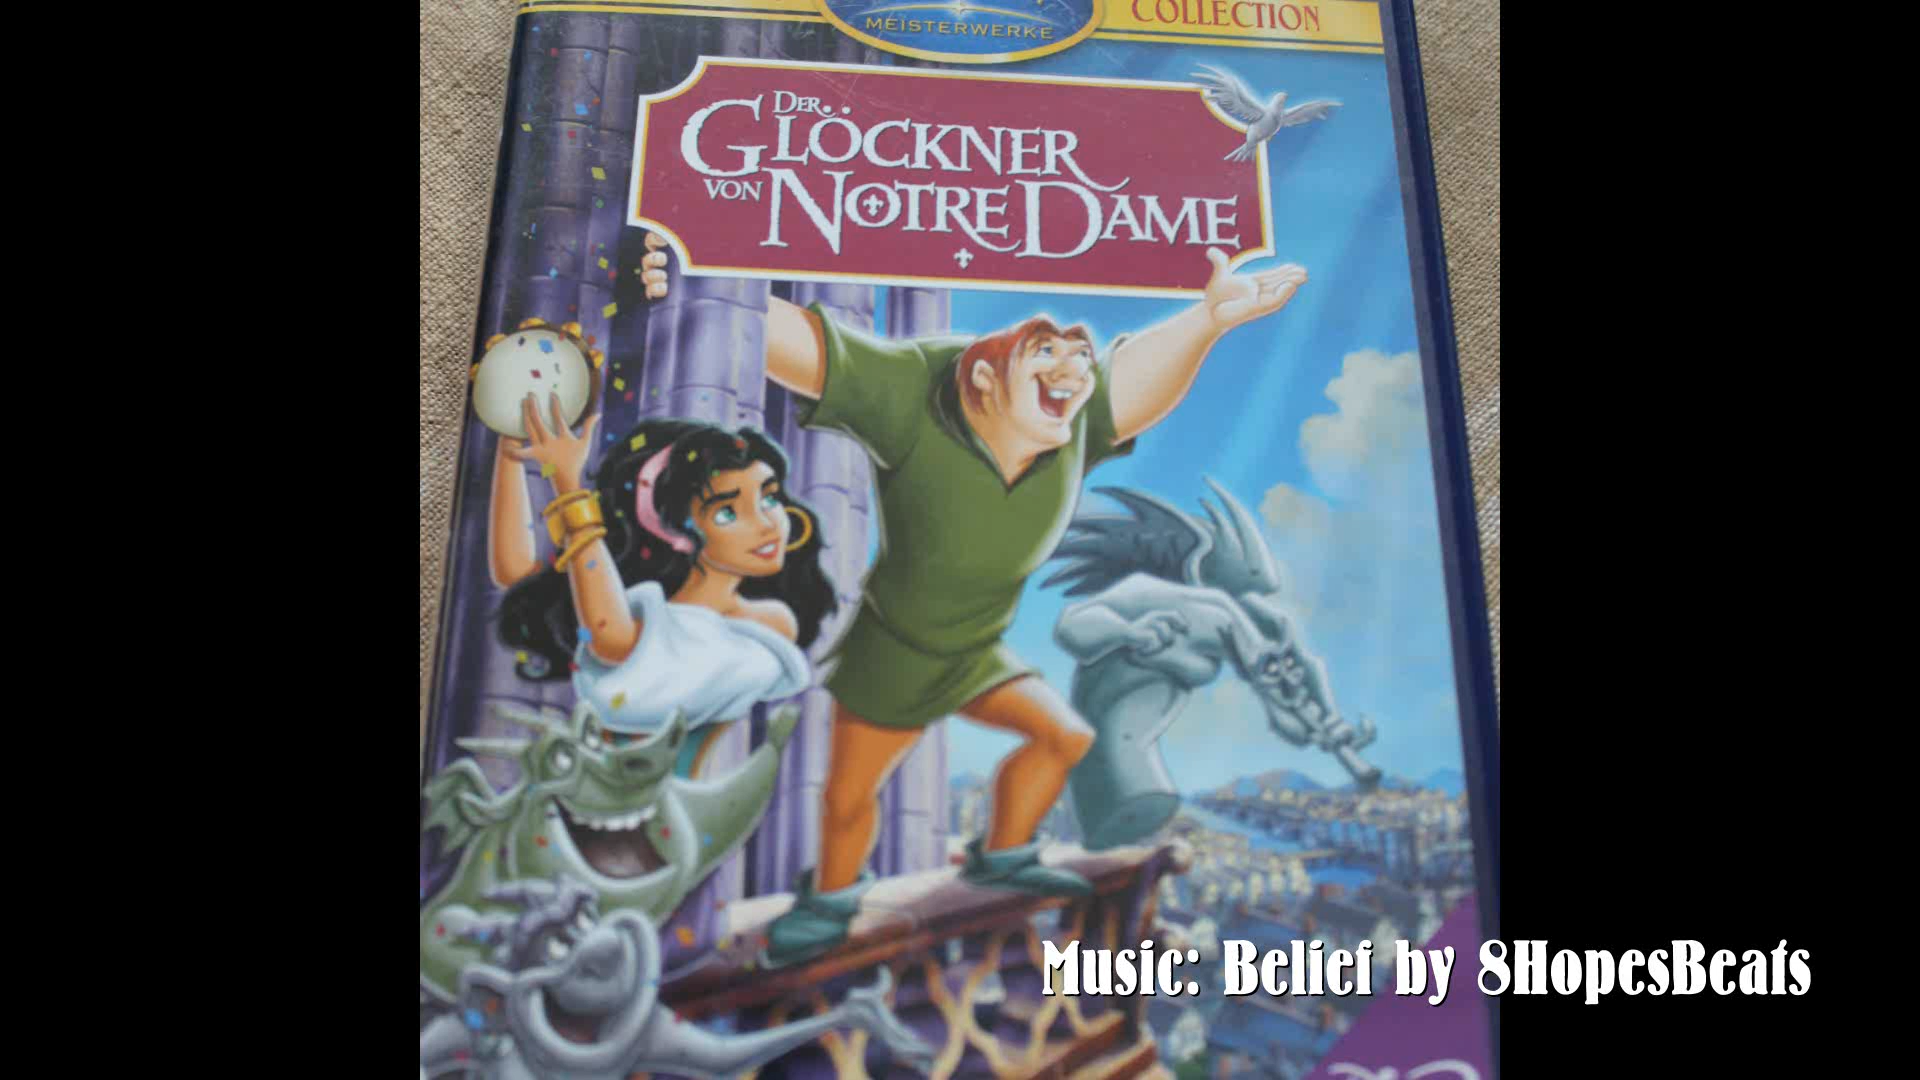 COLLECTION
MEISTERWERKE
DER
GLÖCKNER
VON NOTRE DAME
Music: Belief by 8HopesBeats